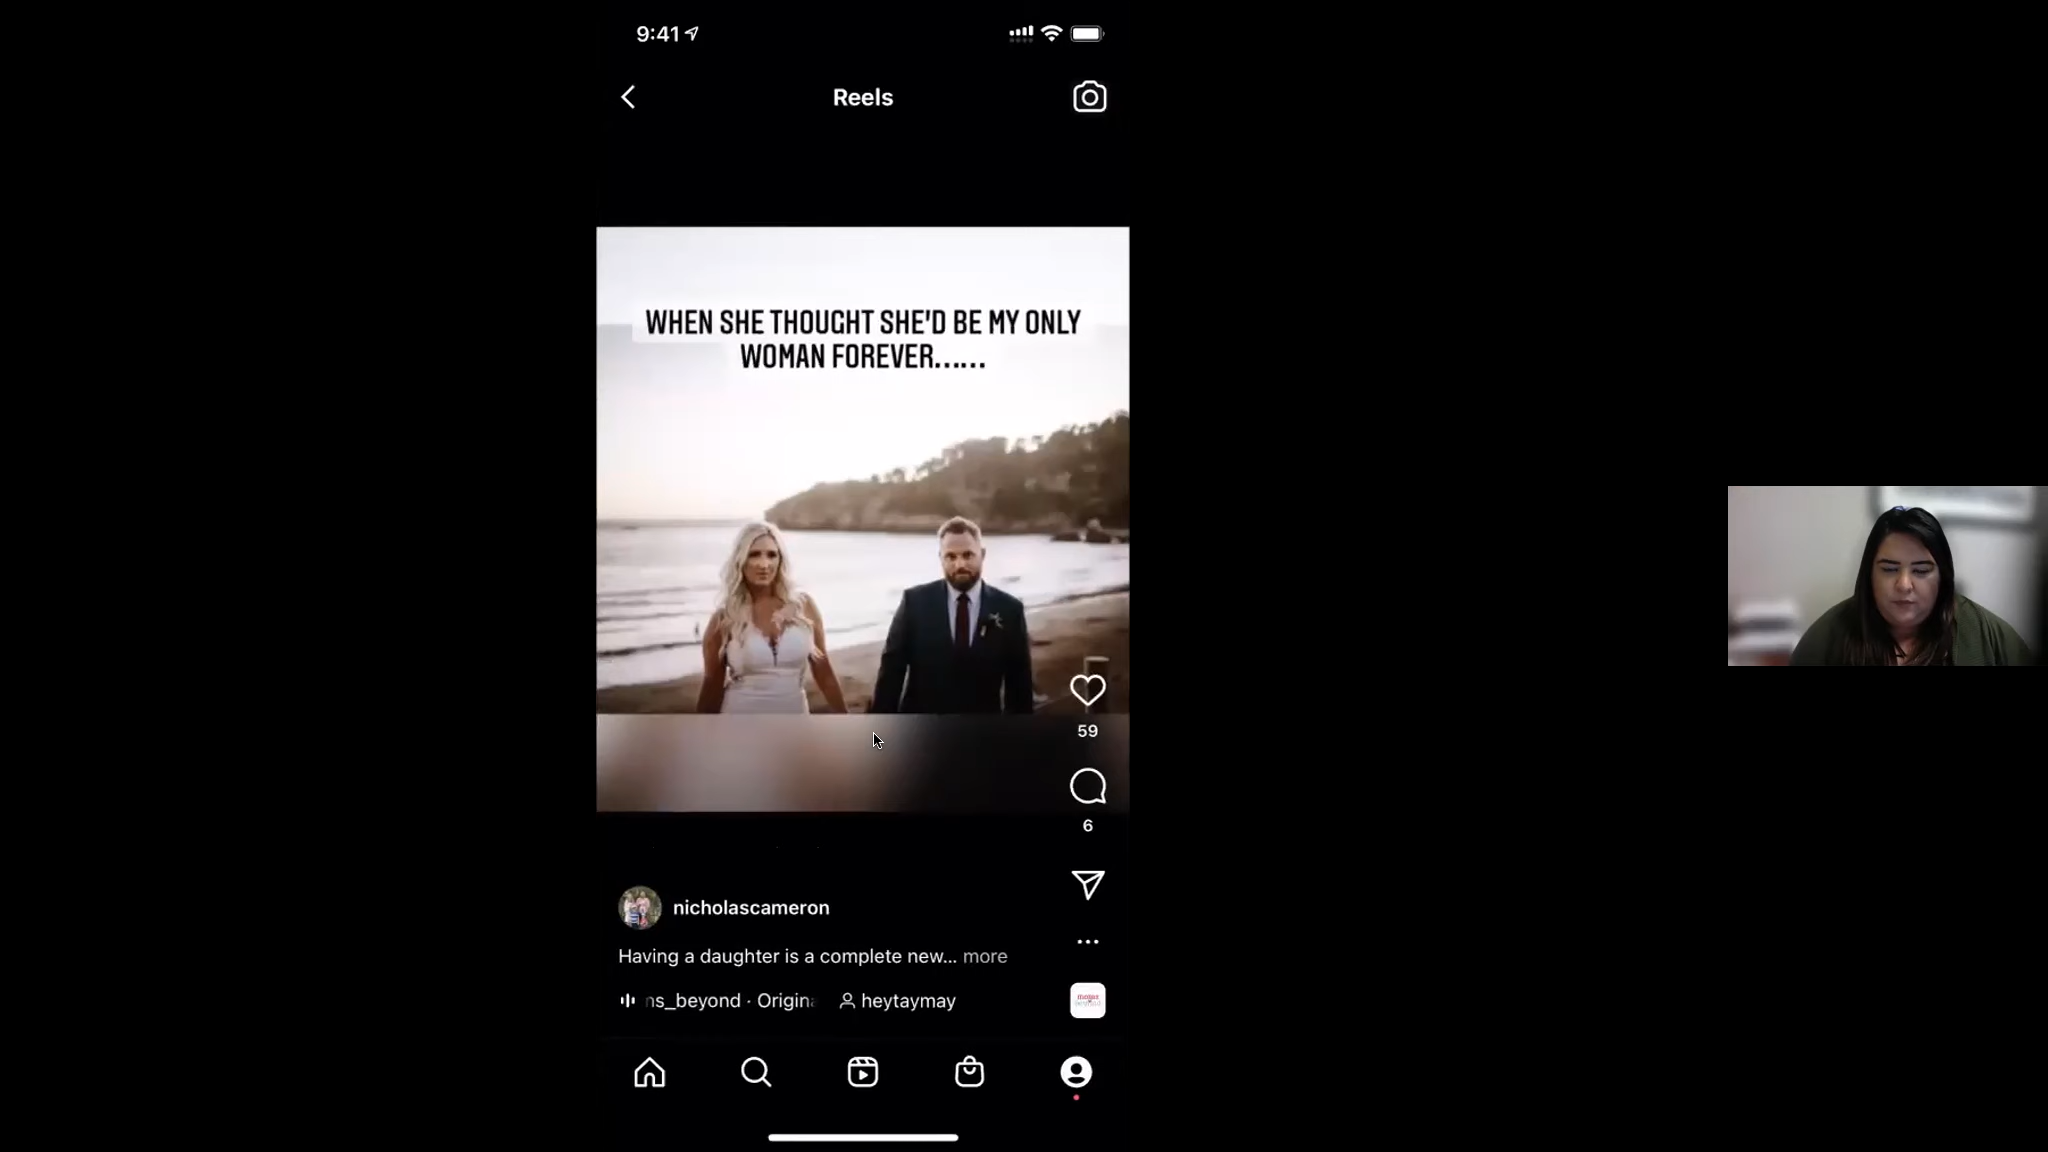 9:41
Reels
WHEN SHE THOUGHT SHE'D BE MY ONLY
WOMAN FOREVER......
59
6
nicholascameron
Having a daughter is a complete new... more
ns_beyond · Origina heytaymay